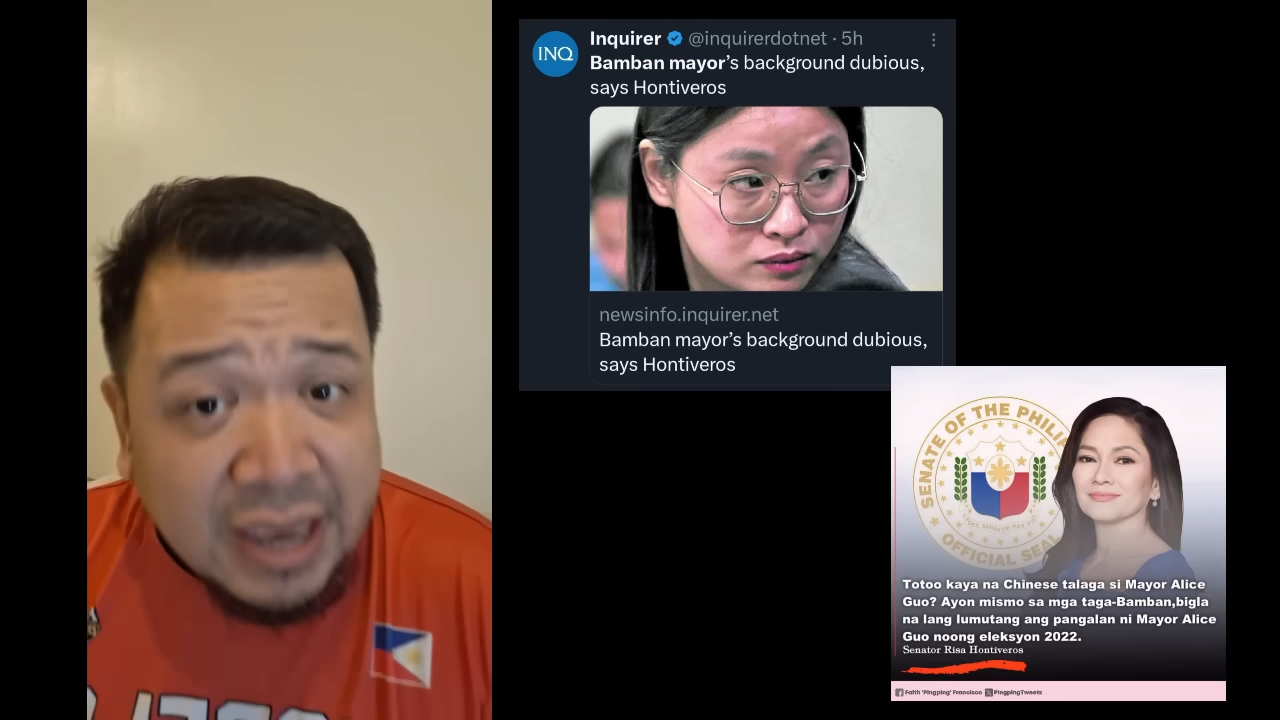 INQ
Inquirer @inquirerdotnet · 5h
Bamban mayor’s background dubious,
says Hontiveros
newsinfo.inquirer.net
Bamban mayor’s background dubious,
says Hontiveros
SENATE OF THE PHILI
OFFICIAL SEAL
Totoo kaya na Chinese talaga si Mayor Alice
Guo? Ayon mismo sa mga taga-Bamban,bigla
na lang lumutang ang pangalan ni Mayor Alice
Guo noong eleksyon 2022.
Senator Risa Hontiveros
Faith 'Pingping' Francisco PingpingTweets